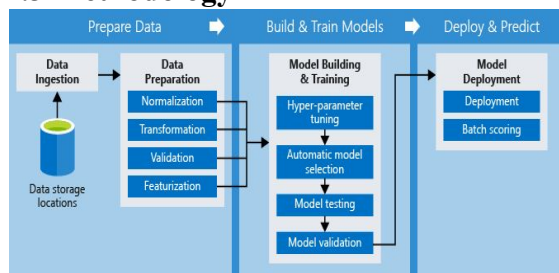 Prepare Data
Build & Train Models
Deploy & Predict
Data
Ingestion
Data storage
locations
Data
Preparation
Normalization
Transformation
Validation
Featurization
Model Building
& Training
Hyper-parameter
tuning
Automatic model
selection
Model testing
Model validation
Model
Deployment
Deployment
Batch scoring